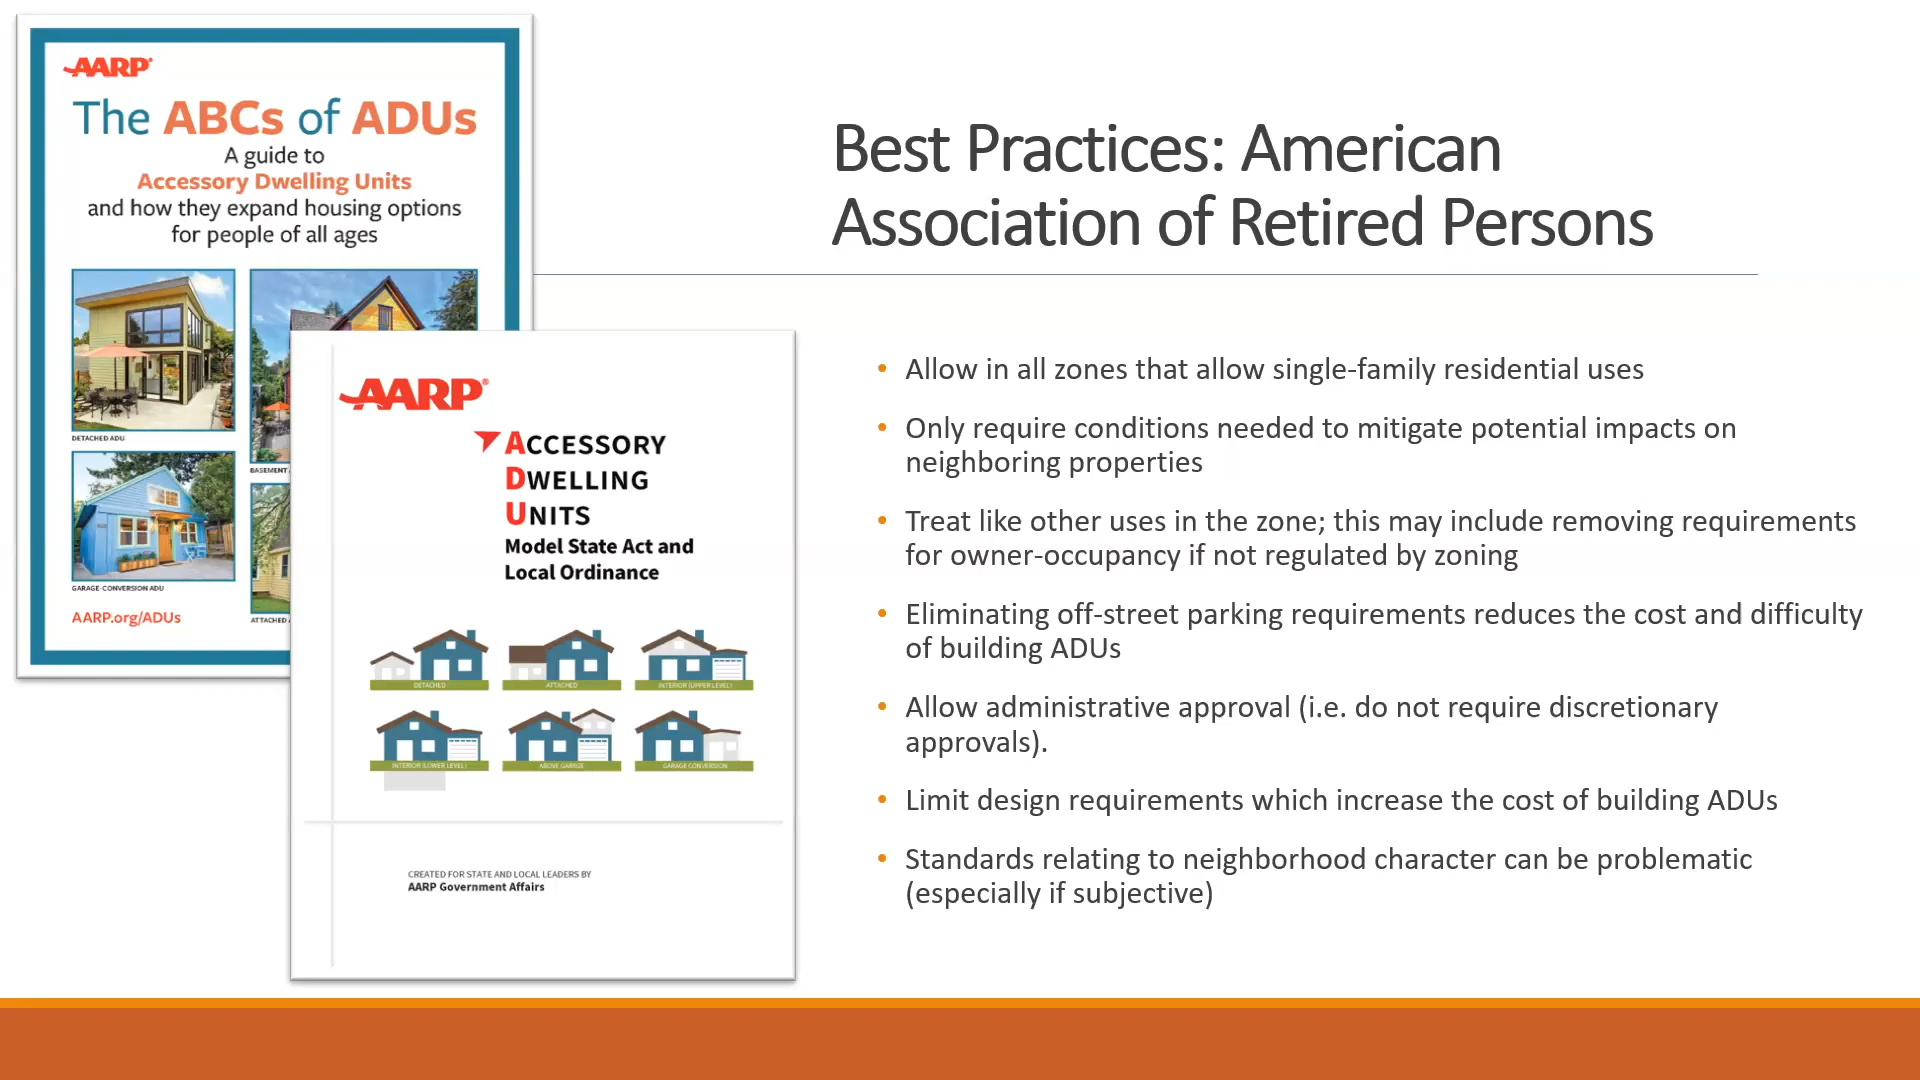 AARP
The ABCs of ADUs
A guide to
Accessory Dwelling Units
and how they expand housing options
for people of all ages
DETACHED ADU
BASEMENT
GARAGE-CONVERSION ADU
ATTACHED
AARP.org/ADUs
AARP
ACCESSORY
DWELLING
UNITS
Model State Act and
Local Ordinance
DETACHED
ATTACHED
INTERIOR (UPPER LEVEL)
INTERIOR (LOWER LEVEL)
ABOVE GARAGE
GARAGE CONVERSION
CREATED FOR STATE AND LOCAL LEADERS BY
AARP Government Affairs
Best Practices: American
Association of Retired Persons
• Allow in all zones that allow single-family residential uses
• Only require conditions needed to mitigate potential impacts on
neighboring properties
• Treat like other uses in the zone; this may include removing requirements
for owner-occupancy if not regulated by zoning
• Eliminating off-street parking requirements reduces the cost and difficulty
of building ADUs
• Allow administrative approval (i.e. do not require discretionary
approvals).
• Limit design requirements which increase the cost of building ADUs
• Standards relating to neighborhood character can be problematic
(especially if subjective)